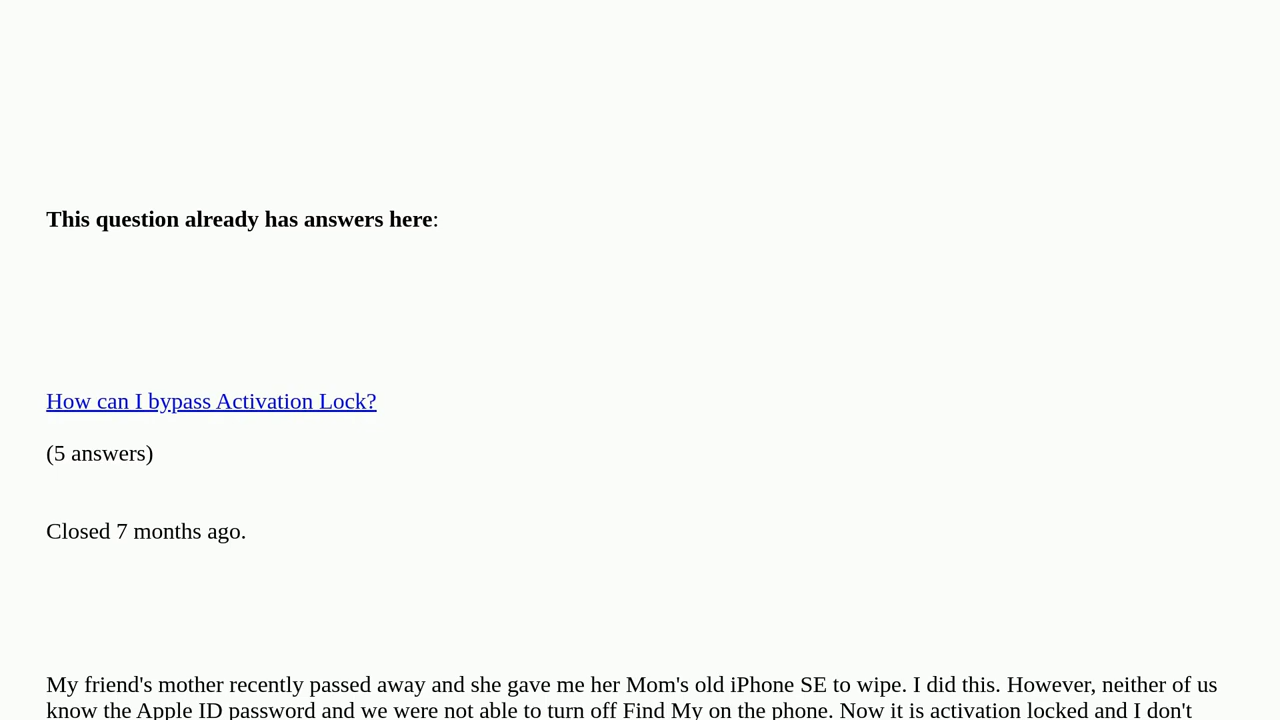 This question already has answers here:
How can I bypass Activation Lock?
(5 answers)
Closed 7 months ago.
My friend's mother recently passed away and she gave me her Mom's old iPhone SE to wipe. I did this. However, neither of us
know the Apple ID password and we were not able to turn off Find My on the phone. Now it is activation locked and I don't